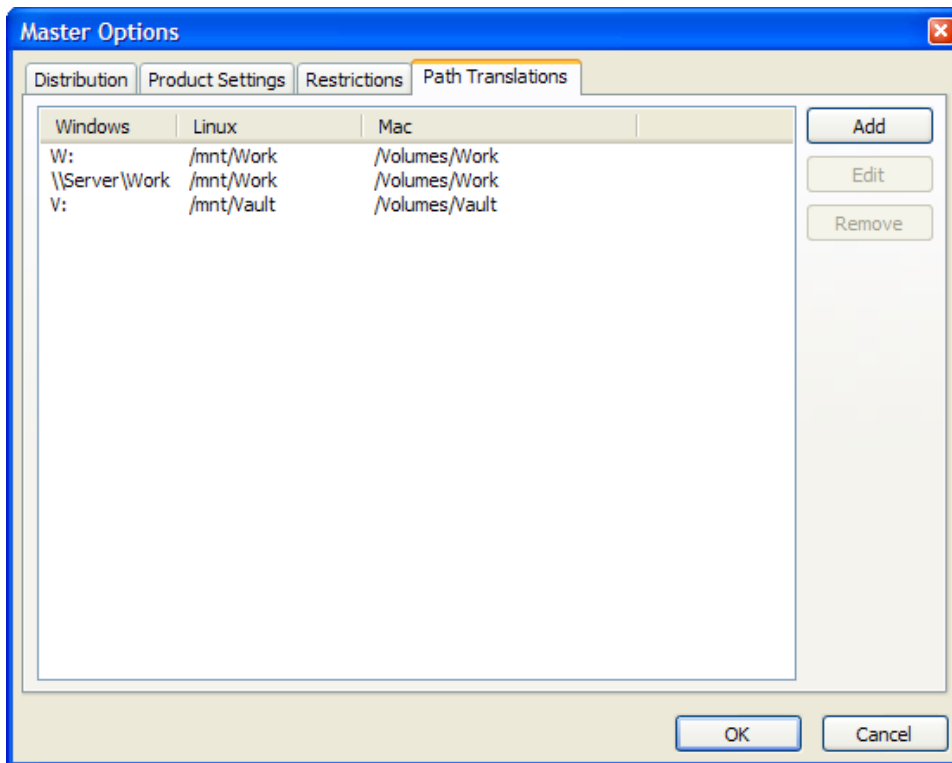 Master Options
Distribution Product Settings Restrictions Path Translations
Windows Linux Mac Add
W: /mnt/Work /Volumes/Work
\\Server\Work /mnt/Work /Volumes/Work Edit
V: /mnt/Vault /Volumes/Vault
Remove
OK Cancel